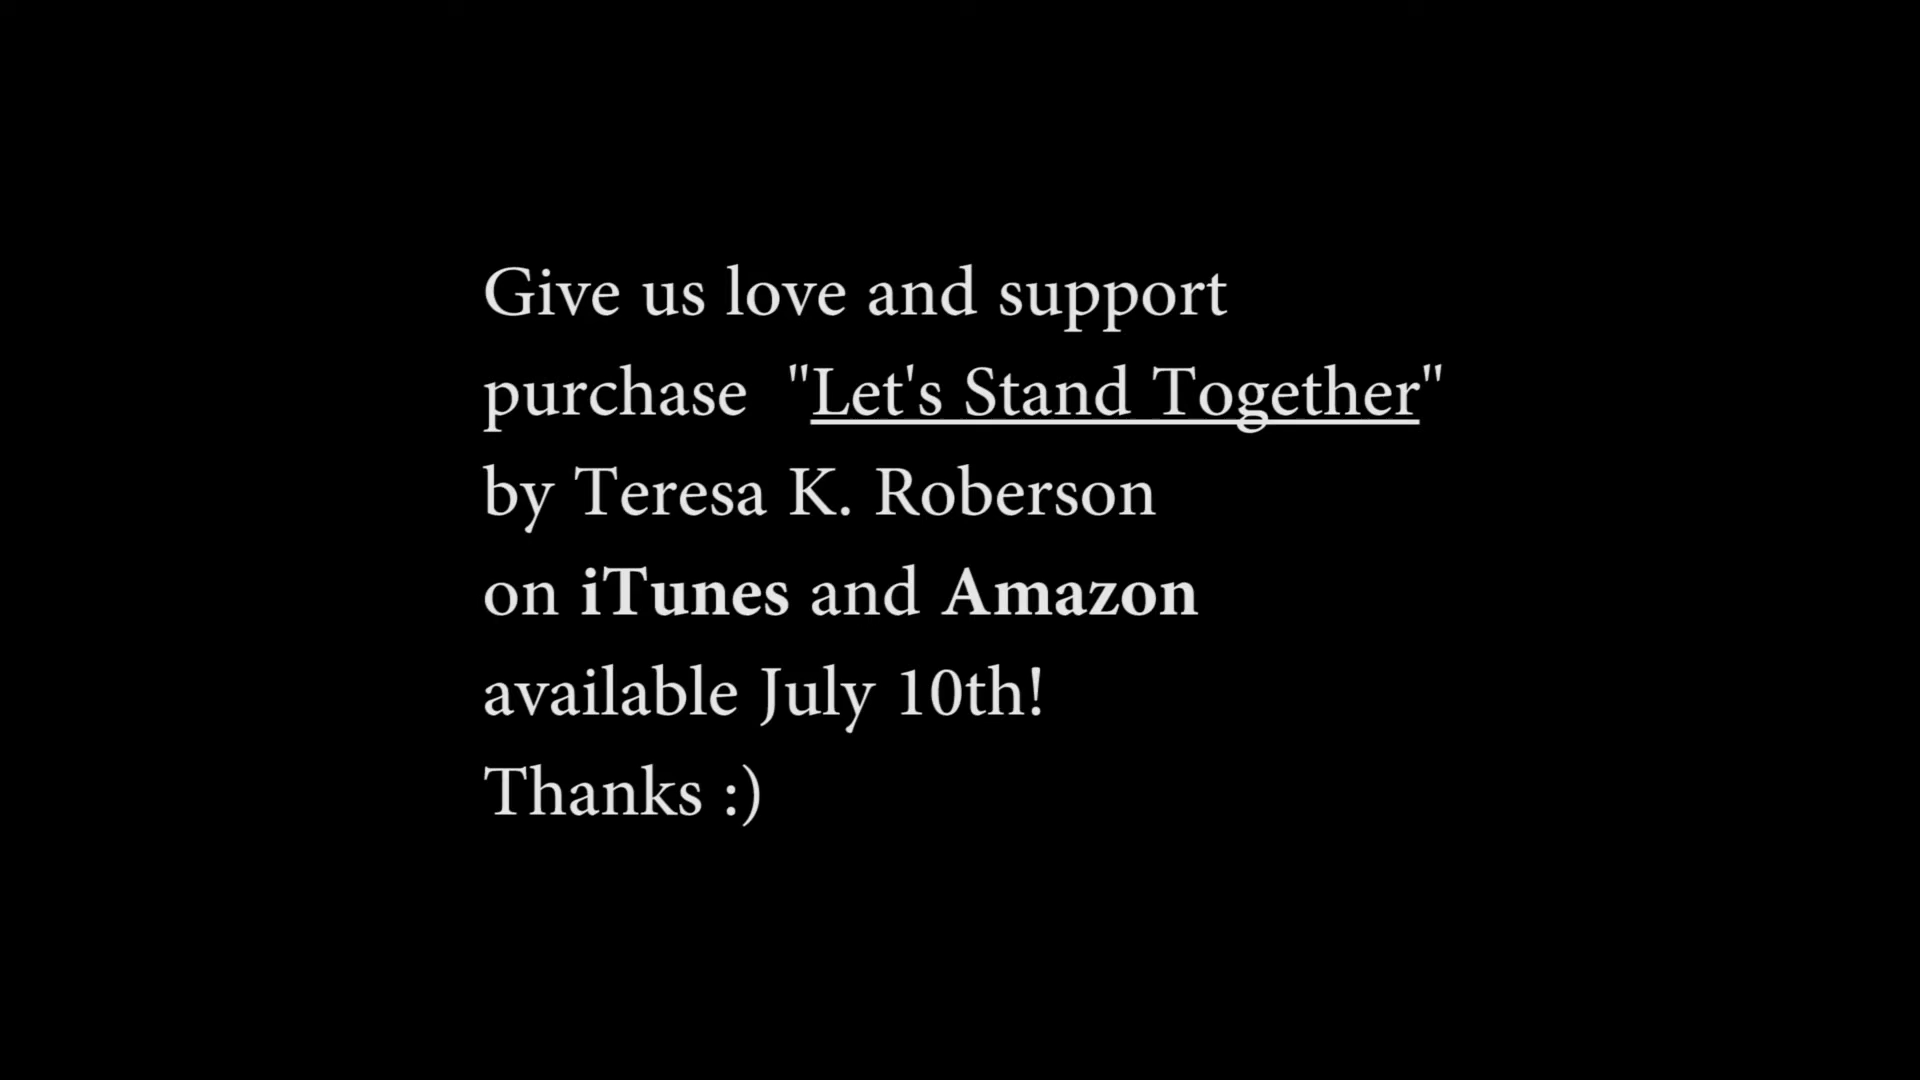 Give us love and support
purchase  "Let's Stand Together"
by Teresa K. Roberson
on iTunes and Amazon
available July 10th!
Thanks :)